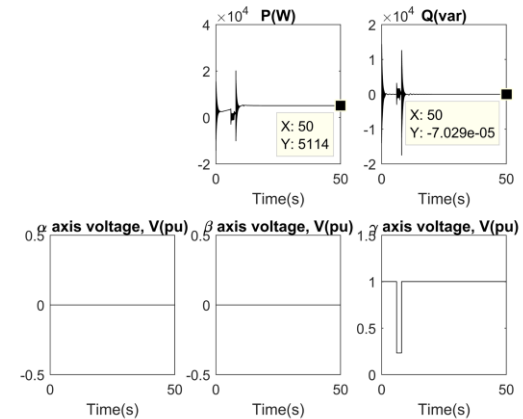 ×10⁴ P(W)
4
2
0
-2
X: 50
Y: 5114
0 50
Time(s)
×10⁴ Q(var)
2
1
0
-1
-2
X: 50
Y: -7.029e-05
0 50
Time(s)
α axis voltage, V(pu)
0.5
0
-0.5
0 50
Time(s)
β axis voltage, V(pu)
0.5
0
-0.5
0 50
Time(s)
axis voltage, V(pu)
1.5
1
0.5
0
0 50
Time(s)